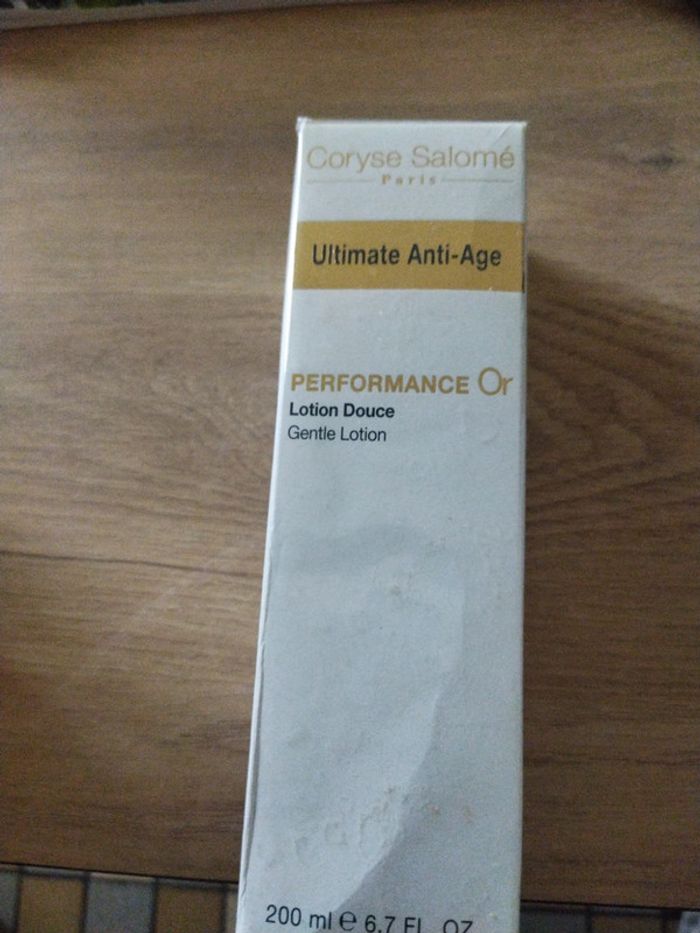 Coryse Salomé
Paris
Ultimate Anti-Age
PERFORMANCE Or
Lotion Douce
Gentle Lotion
200 ml e 6.7 FL. OZ